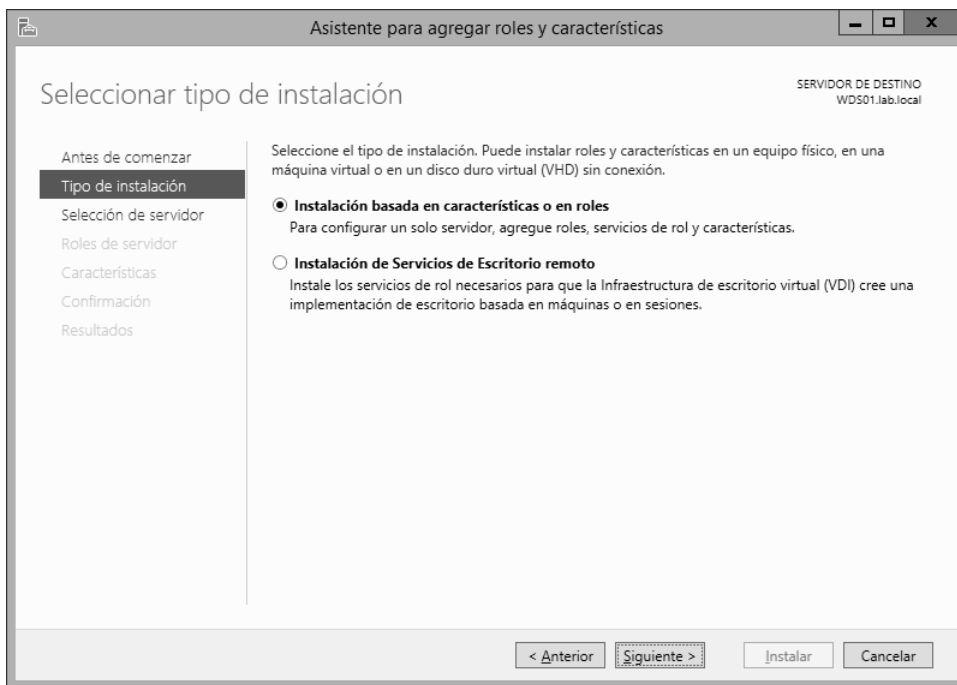 Asistente para agregar roles y características
Seleccionar tipo de instalación
SERVIDOR DE DESTINO
WDS01.lab.local
Antes de comenzar
Tipo de instalación
Selección de servidor
Roles de servidor
Características
Confirmación
Resultados
Seleccione el tipo de instalación. Puede instalar roles y características en un equipo físico, en una
máquina virtual o en un disco duro virtual (VHD) sin conexión.
Instalación basada en características o en roles
Para configurar un solo servidor, agregue roles, servicios de rol y características.
Instalación de Servicios de Escritorio remoto
Instale los servicios de rol necesarios para que la Infraestructura de escritorio virtual (VDI) cree una
implementación de escritorio basada en máquinas o en sesiones.
< Anterior
Siguiente >
Instalar
Cancelar